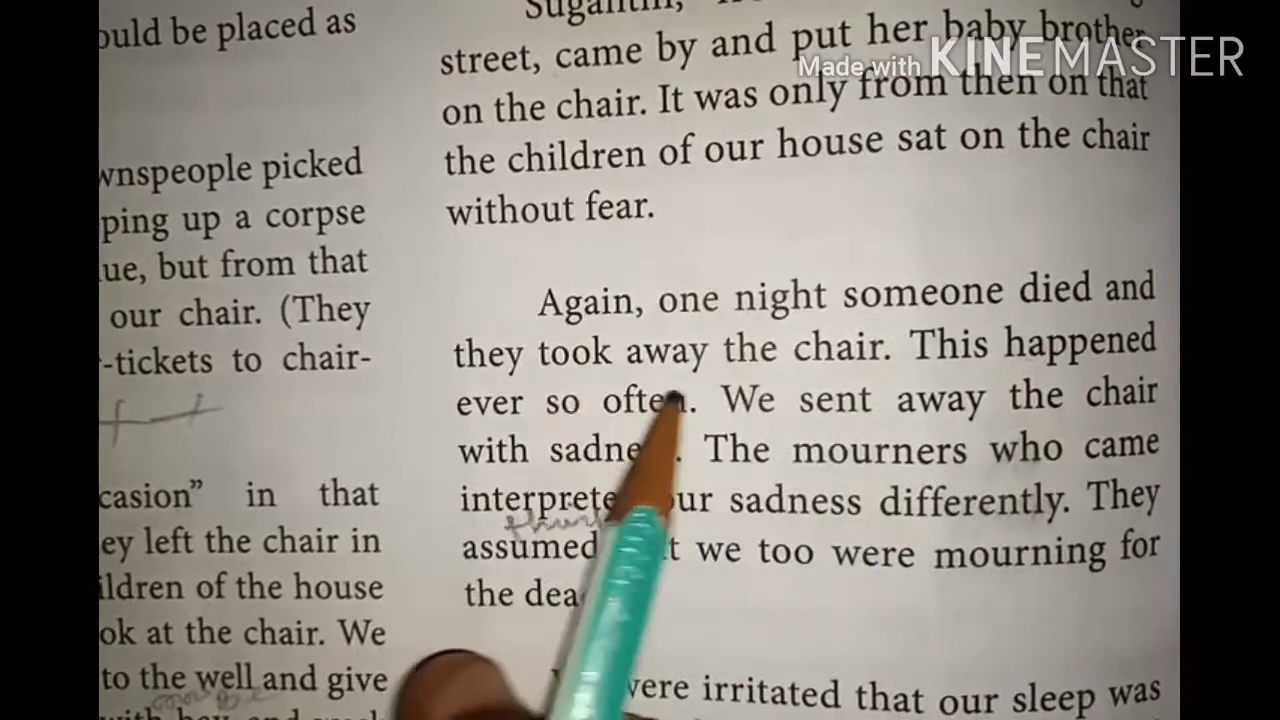 ould be placed as
wnspeople picked
ping up a corpse
ue, but from that
our chair. (They
-tickets to chair-
casion" in that
ey left the chair in
ildren of the house
ok at the chair. We
to the well and give
street, came by and put her baby brother
on the chair. It was only from then on that
the children of our house sat on the chair
without fear.
Again, one night someone died and
they took away the chair. This happened
ever so often. We sent away the chair
with sadne . The mourners who came
interprete ur sadness differently. They
assumed t we too were mourning for
the dea
were irritated that our sleep was
Made with KINEMASTER